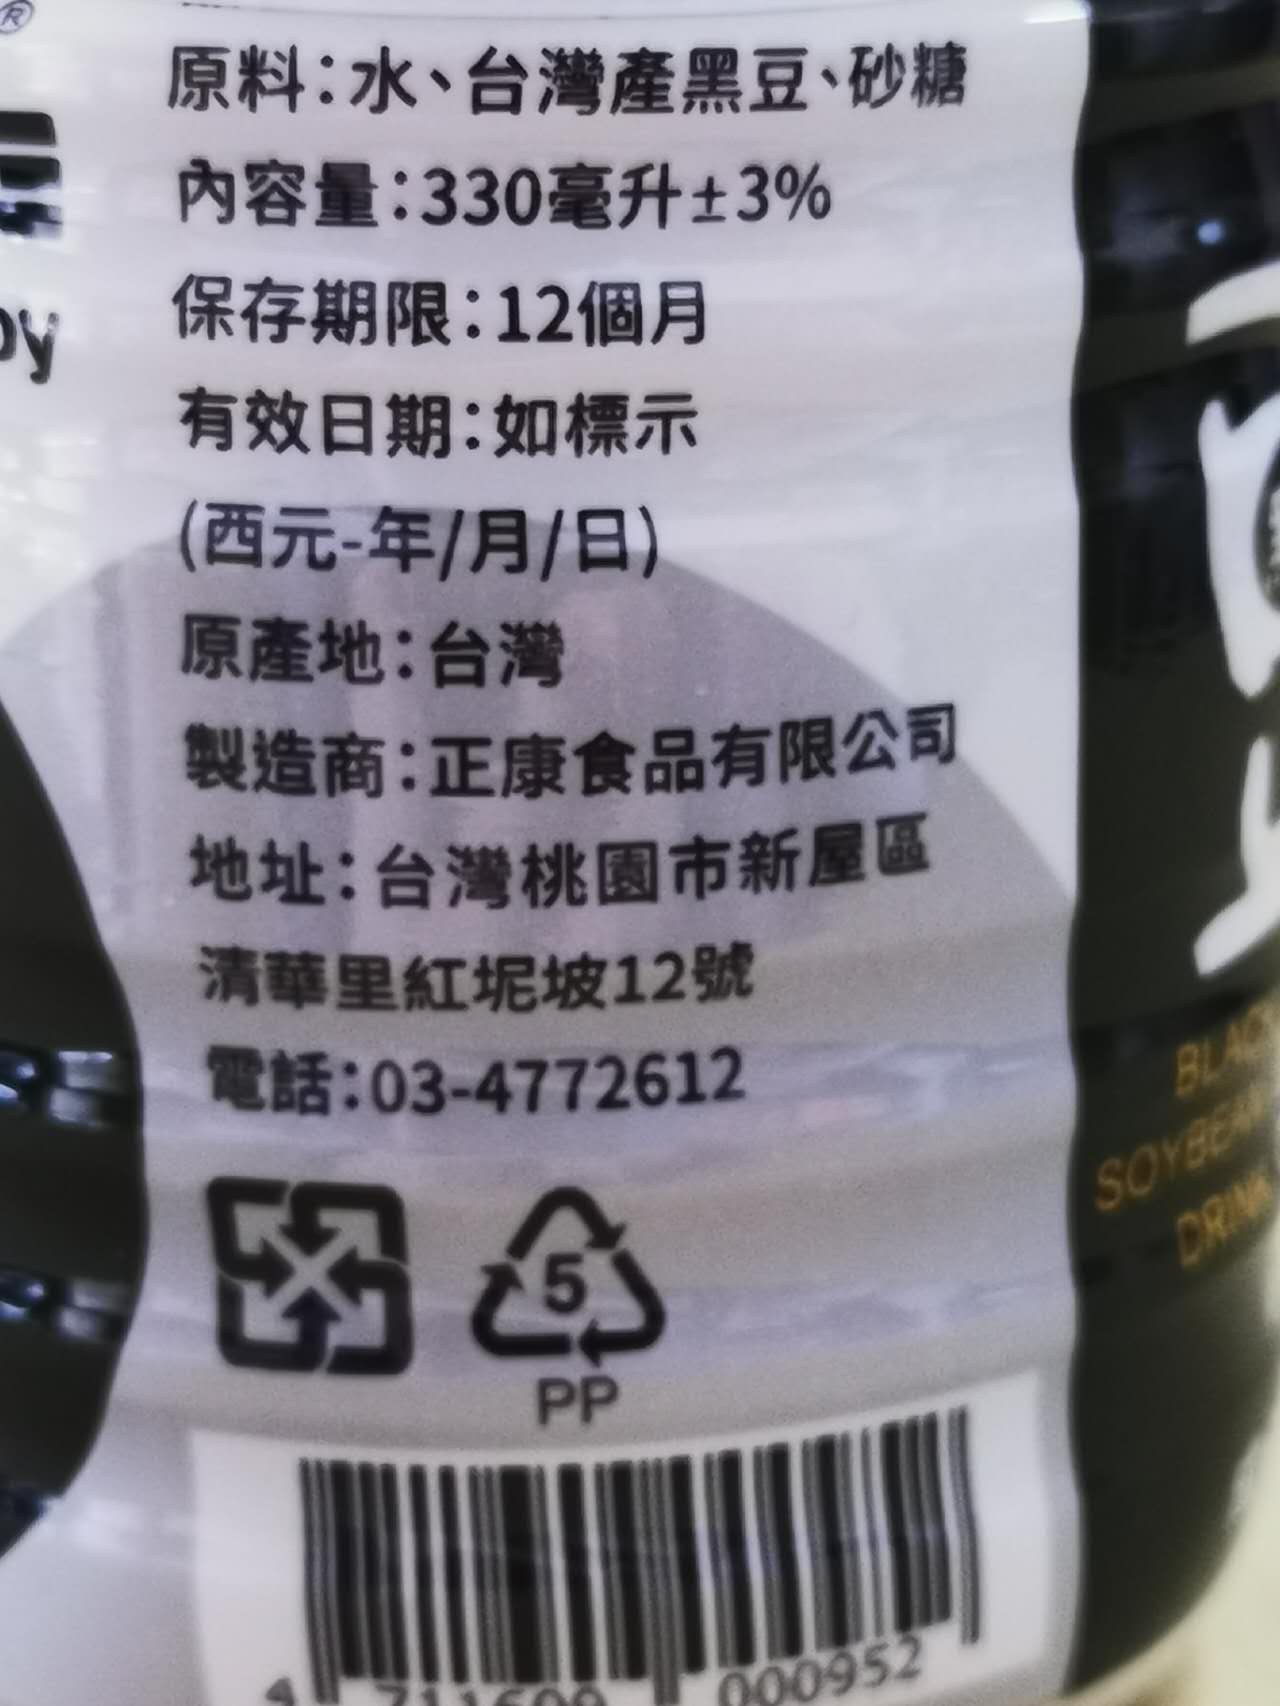 ®
原料：水、台灣產黑豆、砂糖
內容量：330毫升±3%
保存期限：12個月
有效日期：如標示
(西元-年/月/日)
原產地：台灣
製造商：正康食品有限公司
地址：台灣桃園市新屋區
清華里紅坭坡12號
電話：03-4772612
5
PP
000952
SOYBEAN
DRINK